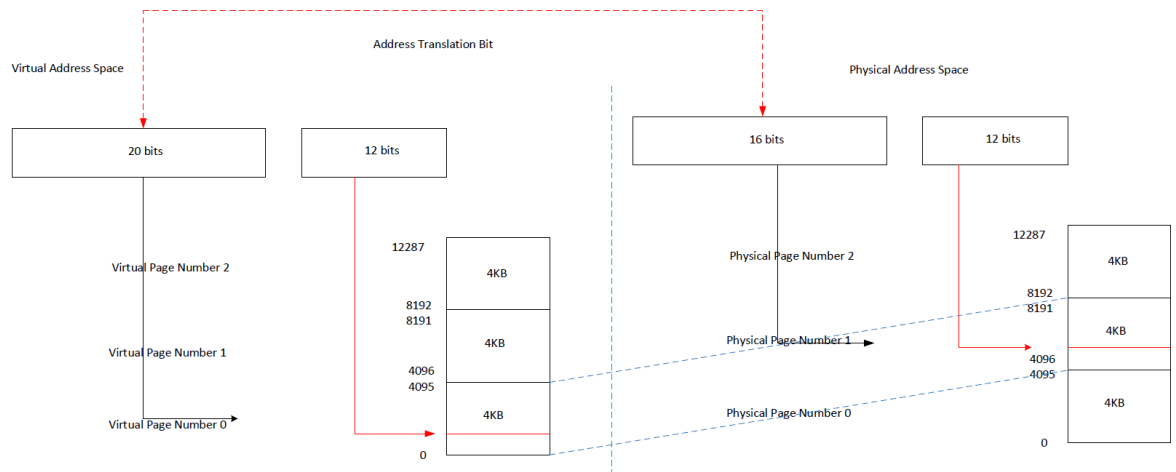 Address Translation Bit
Virtual Address Space
Physical Address Space
20 bits
12 bits
16 bits
12 bits
12287
4KB
Virtual Page Number 2
8192
8191
4KB
Virtual Page Number 1
4096
4095
4KB
Virtual Page Number 0
0
12287
4KB
Physical Page Number 2
8192
8191
4KB
Physical Page Number 1
4096
4095
4KB
Physical Page Number 0
0